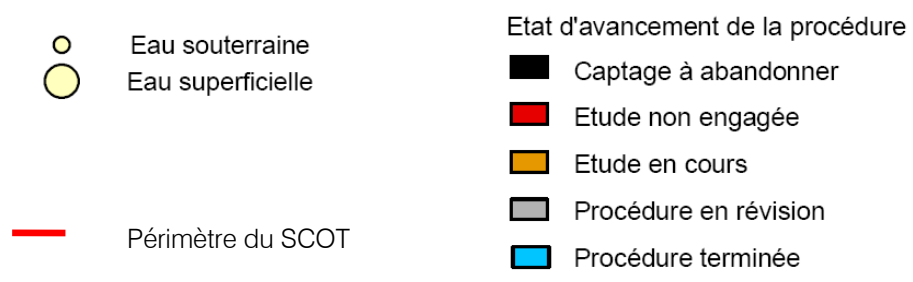 Eau souterraine
Eau superficielle
Périmètre du SCOT
Etat d'avancement de la procédure
Captage à abandonner
Etude non engagée
Etude en cours
Procédure en révision
Procédure terminée